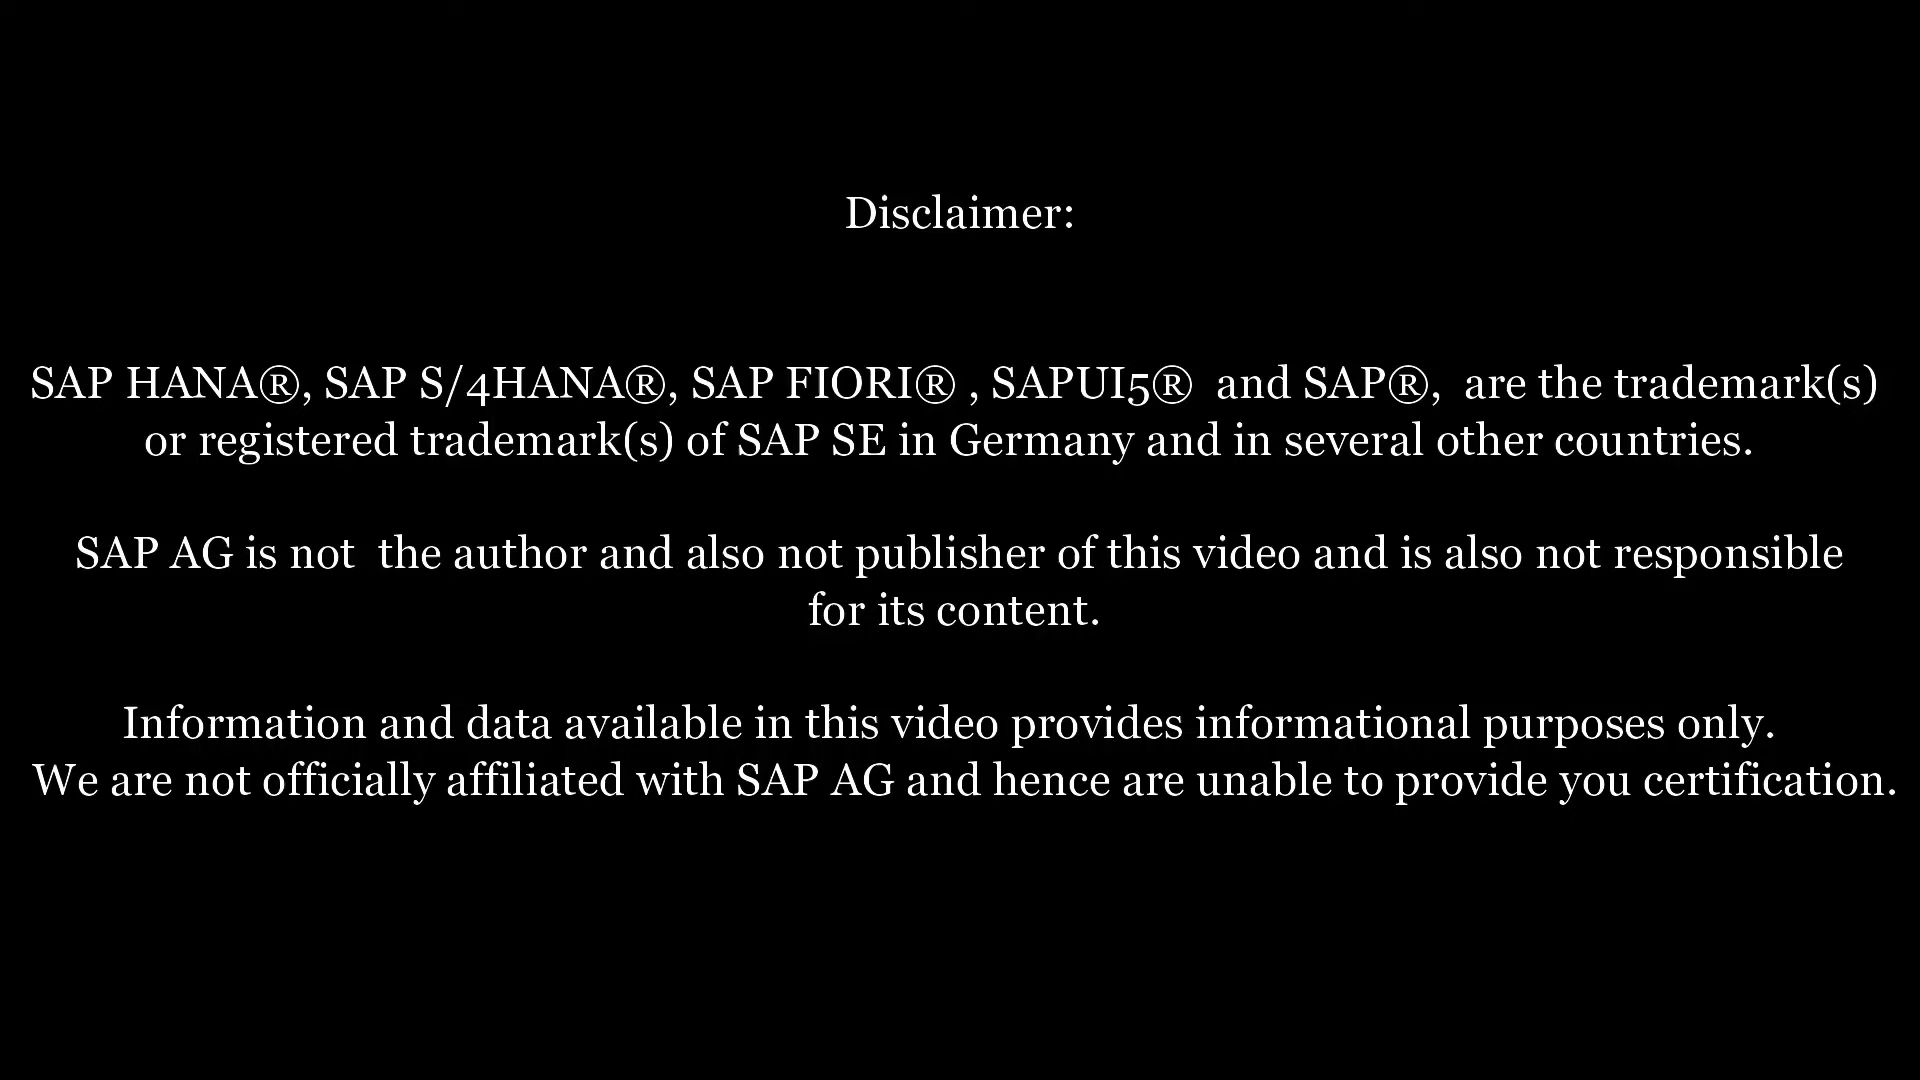 Disclaimer:
SAP HANA®, SAP S/4HANA®, SAP FIORI® , SAPUI5®  and SAP®,  are the trademark(s)
or registered trademark(s) of SAP SE in Germany and in several other countries.
SAP AG is not  the author and also not publisher of this video and is also not responsible
for its content.
Information and data available in this video provides informational purposes only.
We are not officially affiliated with SAP AG and hence are unable to provide you certification.